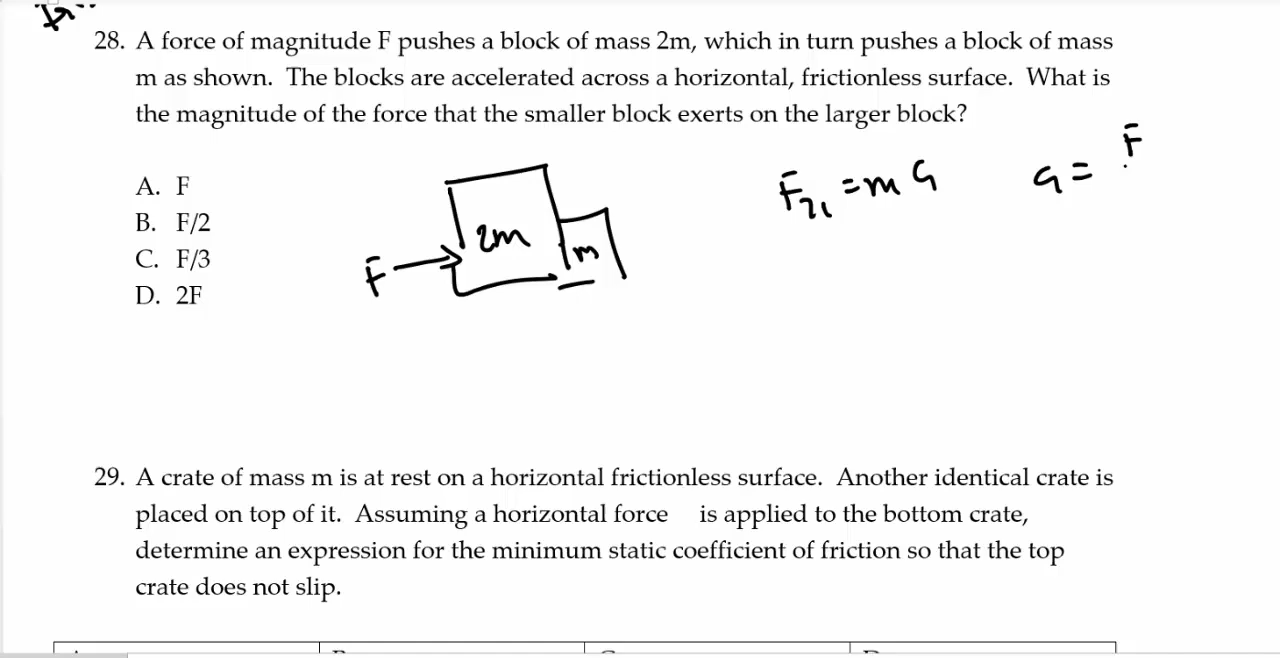 28. A force of magnitude F pushes a block of mass 2m, which in turn pushes a block of mass
m as shown. The blocks are accelerated across a horizontal, frictionless surface. What is
the magnitude of the force that the smaller block exerts on the larger block?
A. F
B. F/2
C. F/3
D. 2F
F
2m
m
F₂₁ = m a
a = F
29. A crate of mass m is at rest on a horizontal frictionless surface. Another identical crate is
placed on top of it. Assuming a horizontal force is applied to the bottom crate,
determine an expression for the minimum static coefficient of friction so that the top
crate does not slip.